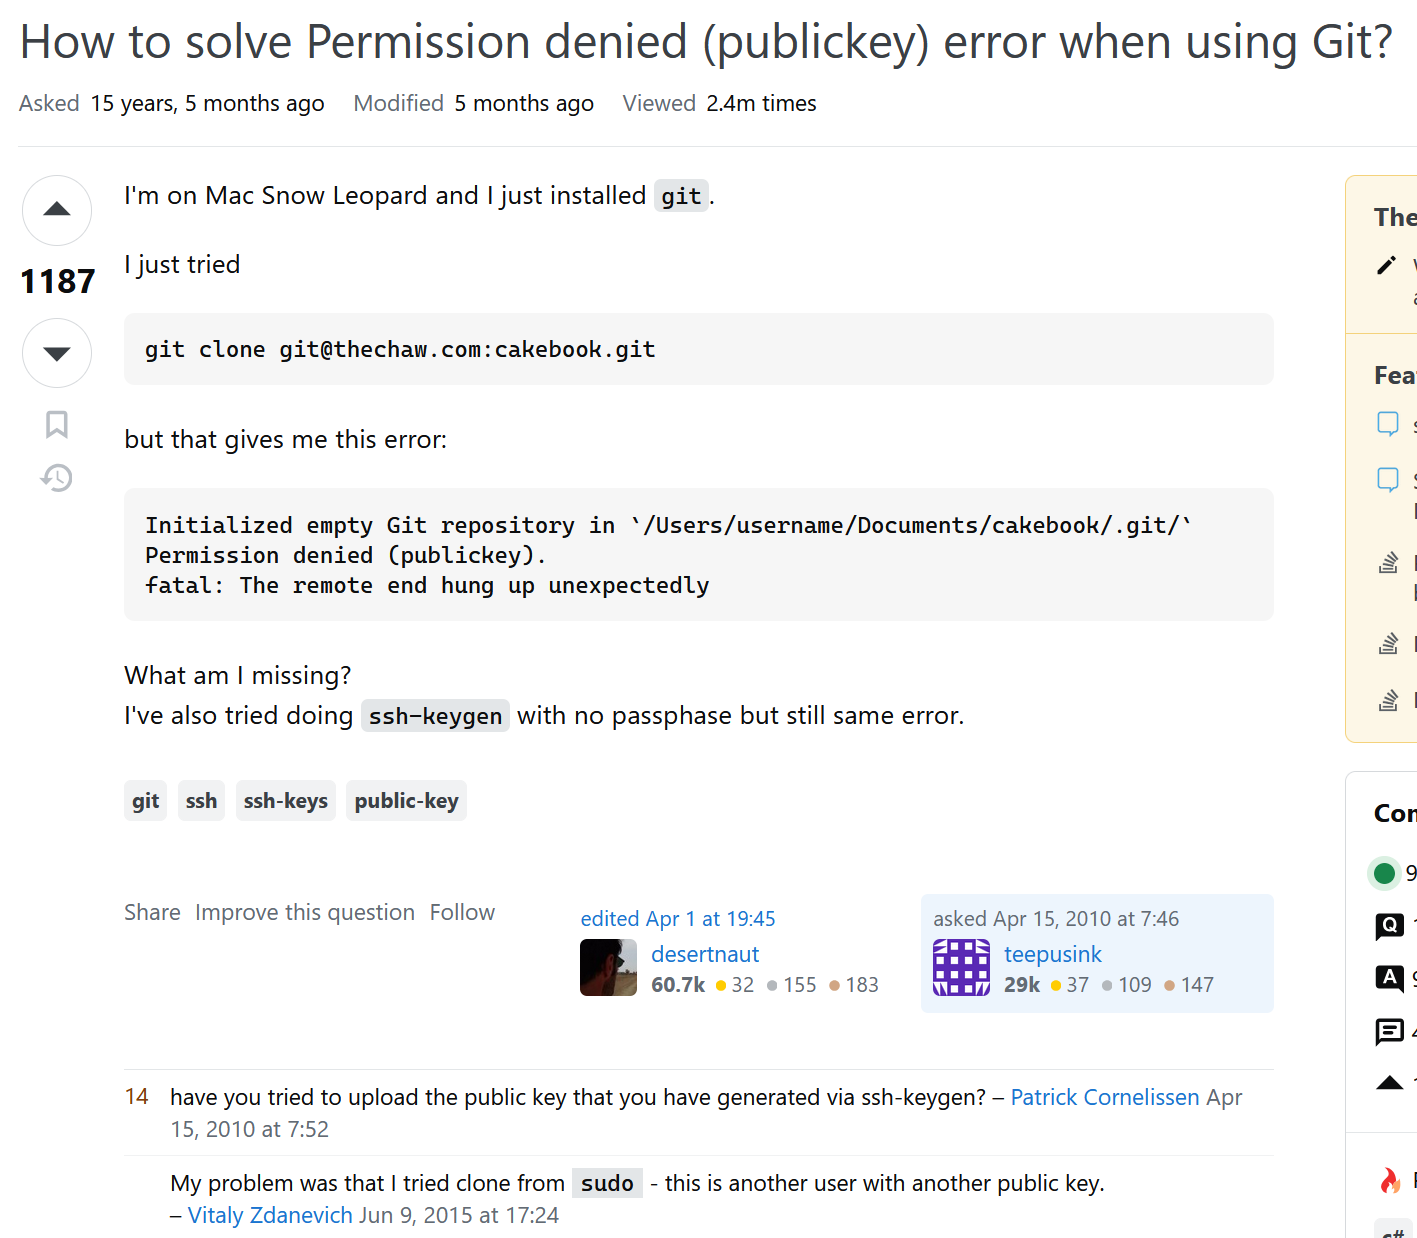 How to solve Permission denied (publickey) error when using Git?
Asked 15 years, 5 months ago Modified 5 months ago Viewed 2.4m times
I'm on Mac Snow Leopard and I just installed git.
1187
I just tried
git clone git@thechaw.com:cakebook.git
but that gives me this error:
Initialized empty Git repository in `/Users/username/Documents/cakebook/.git/`
Permission denied (publickey).
fatal: The remote end hung up unexpectedly
What am I missing?
I've also tried doing ssh-keygen with no passphase but still same error.
git ssh ssh-keys public-key
Share Improve this question Follow
edited Apr 1 at 19:45
desertnaut
60.7k 32 155 183
asked Apr 15, 2010 at 7:46
teepusink
29k 37 109 147
14 have you tried to upload the public key that you have generated via ssh-keygen? – Patrick Cornelissen Apr
15, 2010 at 7:52
My problem was that I tried clone from sudo - this is another user with another public key.
– Vitaly Zdanevich Jun 9, 2015 at 17:24
The
Q
A